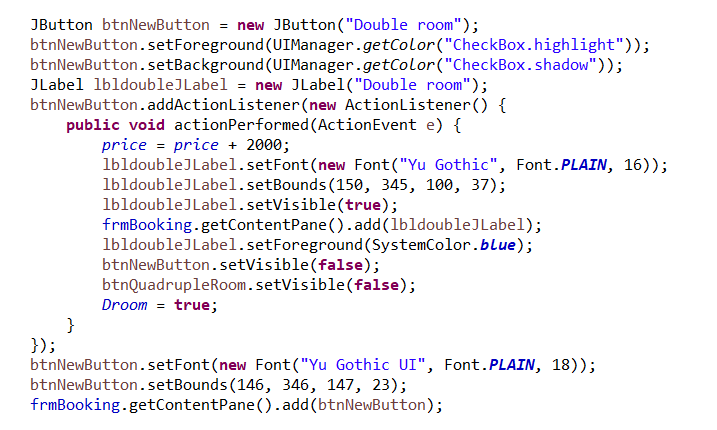 JButton btnNewButton = new JButton("Double room");
btnNewButton.setForeground(UIManager.getColor("CheckBox.highlight"));
btnNewButton.setBackground(UIManager.getColor("CheckBox.shadow"));
JLabel lbldoubleJLabel = new JLabel("Double room");
btnNewButton.addActionListener(new ActionListener() {
    public void actionPerformed(ActionEvent e) {
        price = price + 2000;
        lbldoubleJLabel.setFont(new Font("Yu Gothic", Font.PLAIN, 16));
        lbldoubleJLabel.setBounds(150, 345, 100, 37);
        lbldoubleJLabel.setVisible(true);
        frmBooking.getContentPane().add(lbldoubleJLabel);
        lbldoubleJLabel.setForeground(SystemColor.blue);
        btnNewButton.setVisible(false);
        btnQuadrupleRoom.setVisible(false);
        Droom = true;
    }
});
btnNewButton.setFont(new Font("Yu Gothic UI", Font.PLAIN, 18));
btnNewButton.setBounds(146, 346, 147, 23);
frmBooking.getContentPane().add(btnNewButton);